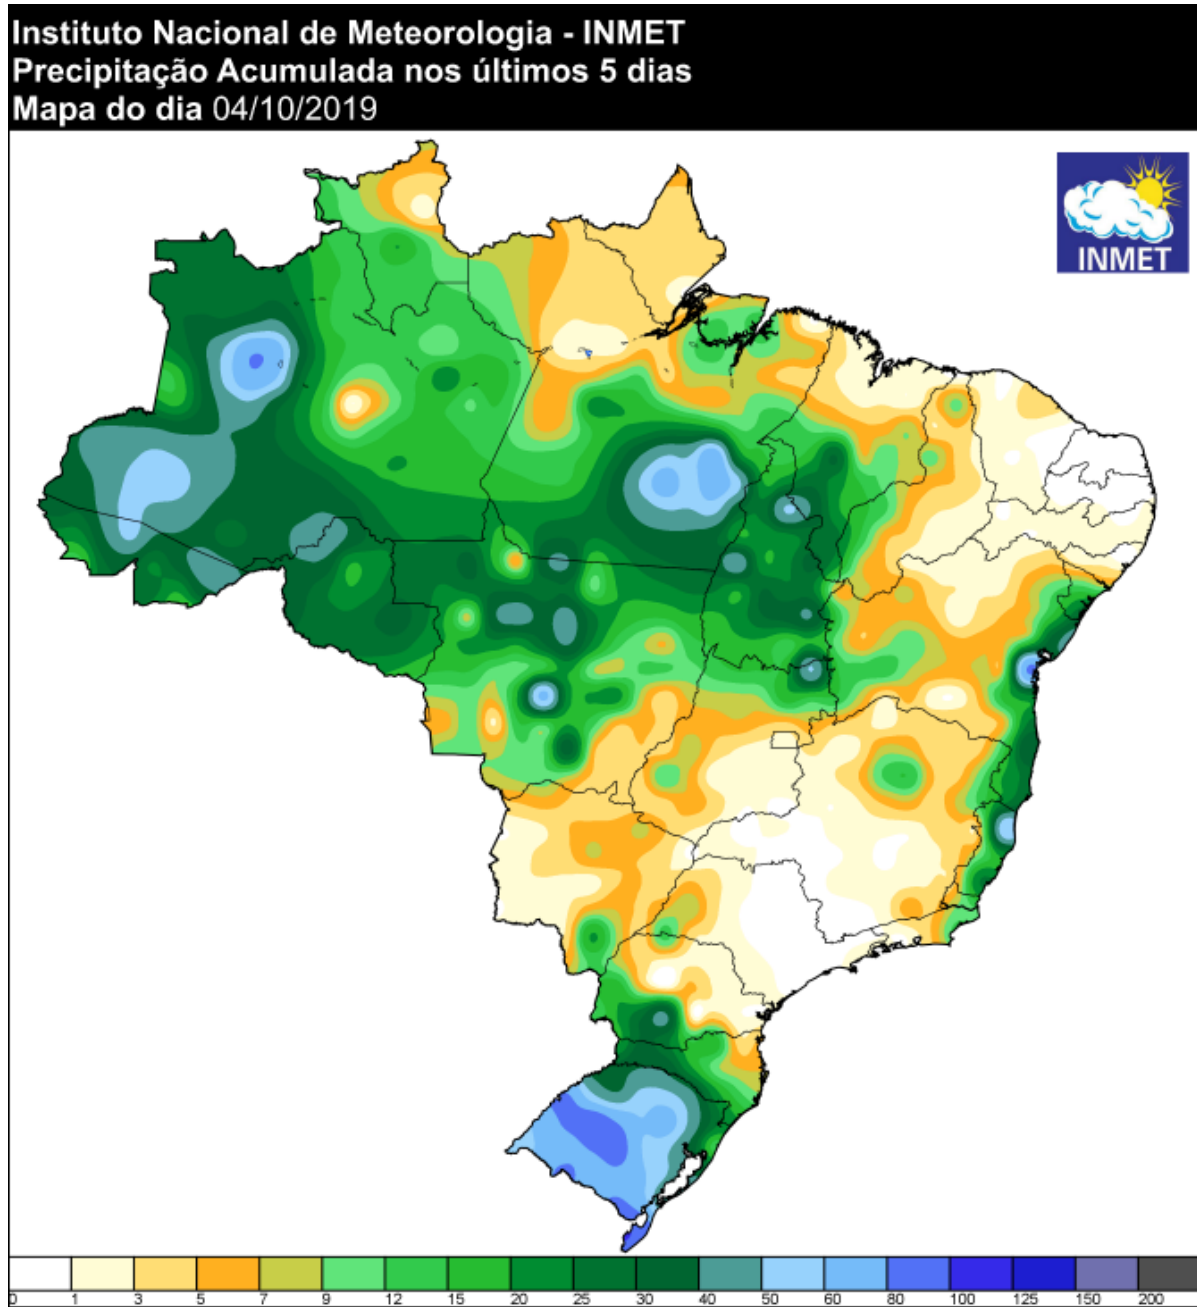 Instituto Nacional de Meteorologia - INMET
Precipitação Acumulada nos últimos 5 dias
Mapa do dia 04/10/2019
INMET
0 1 3 5 7 9 12 15 20 25 30 40 50 60 80 100 125 150 200